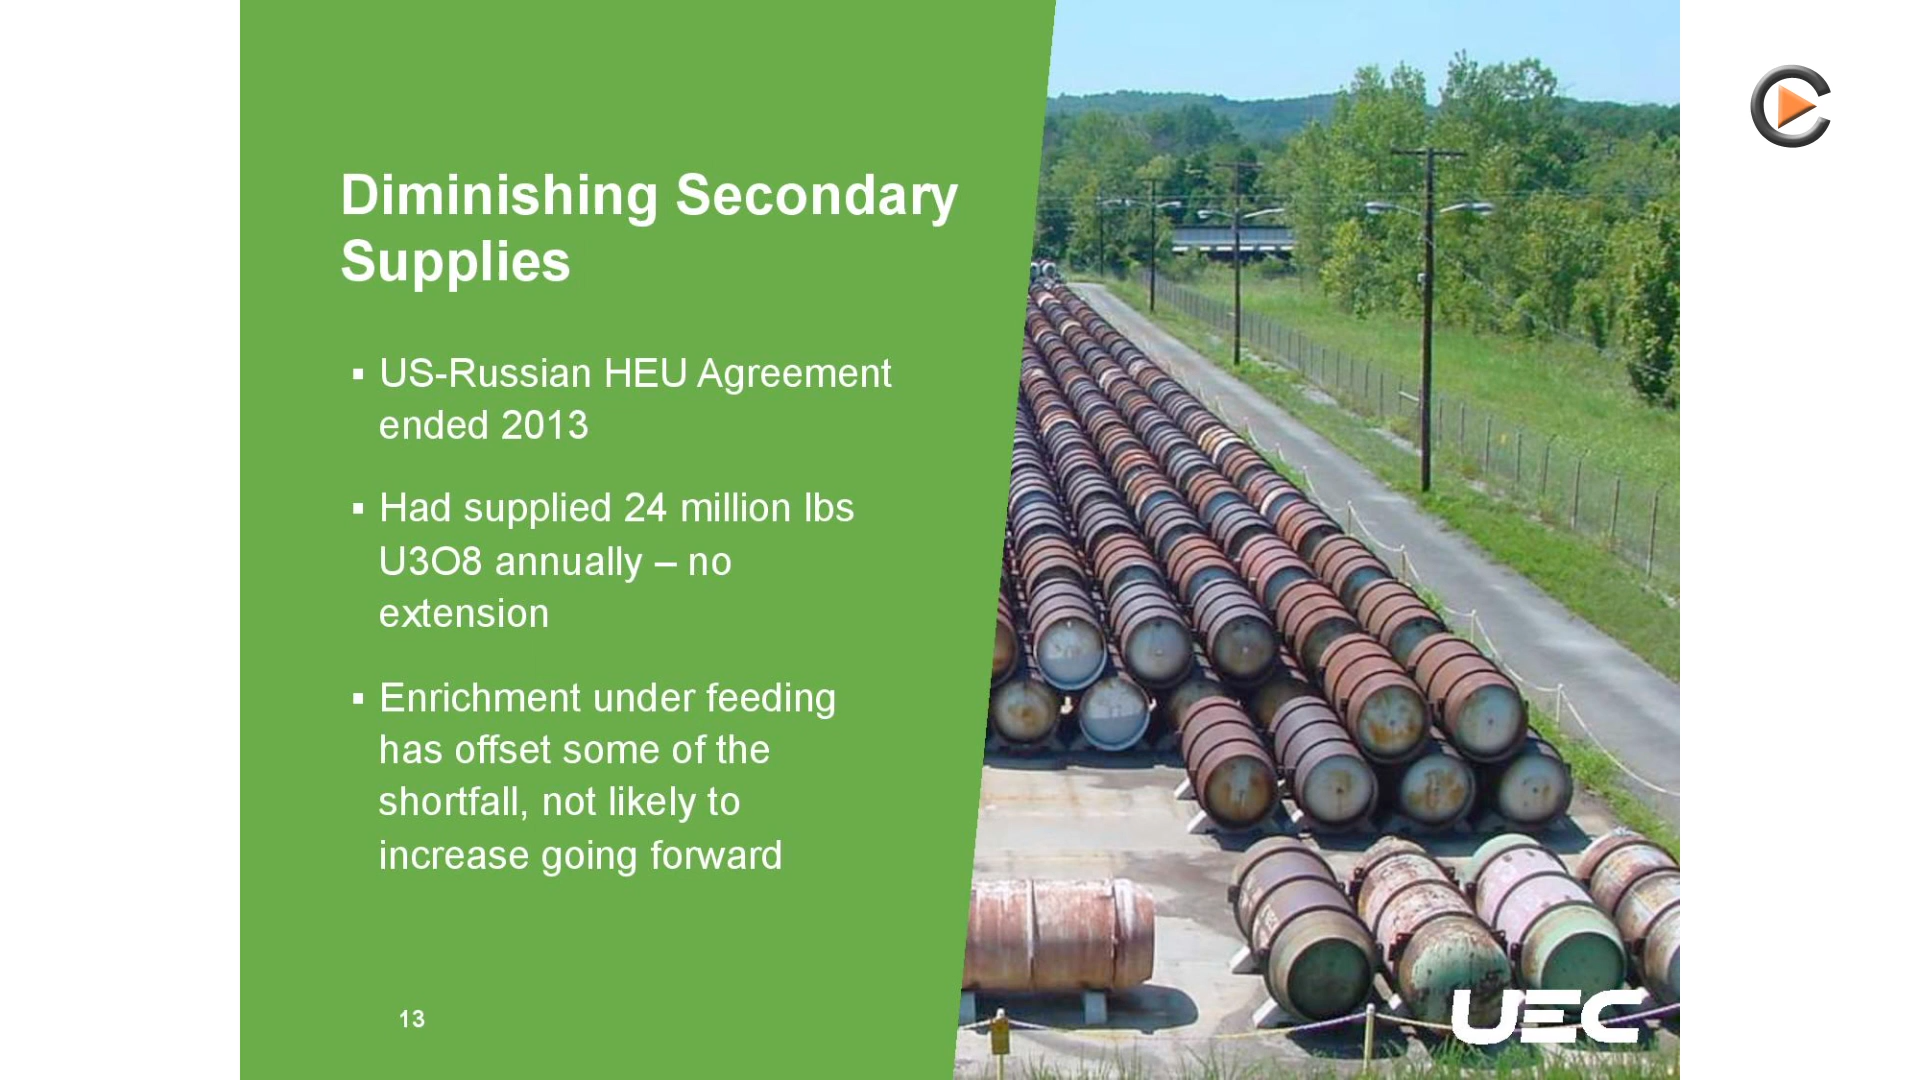 Diminishing Secondary
Supplies
▪ US-Russian HEU Agreement
ended 2013
▪ Had supplied 24 million lbs
U3O8 annually – no
extension
▪ Enrichment under feeding
has offset some of the
shortfall, not likely to
increase going forward
13
UEC